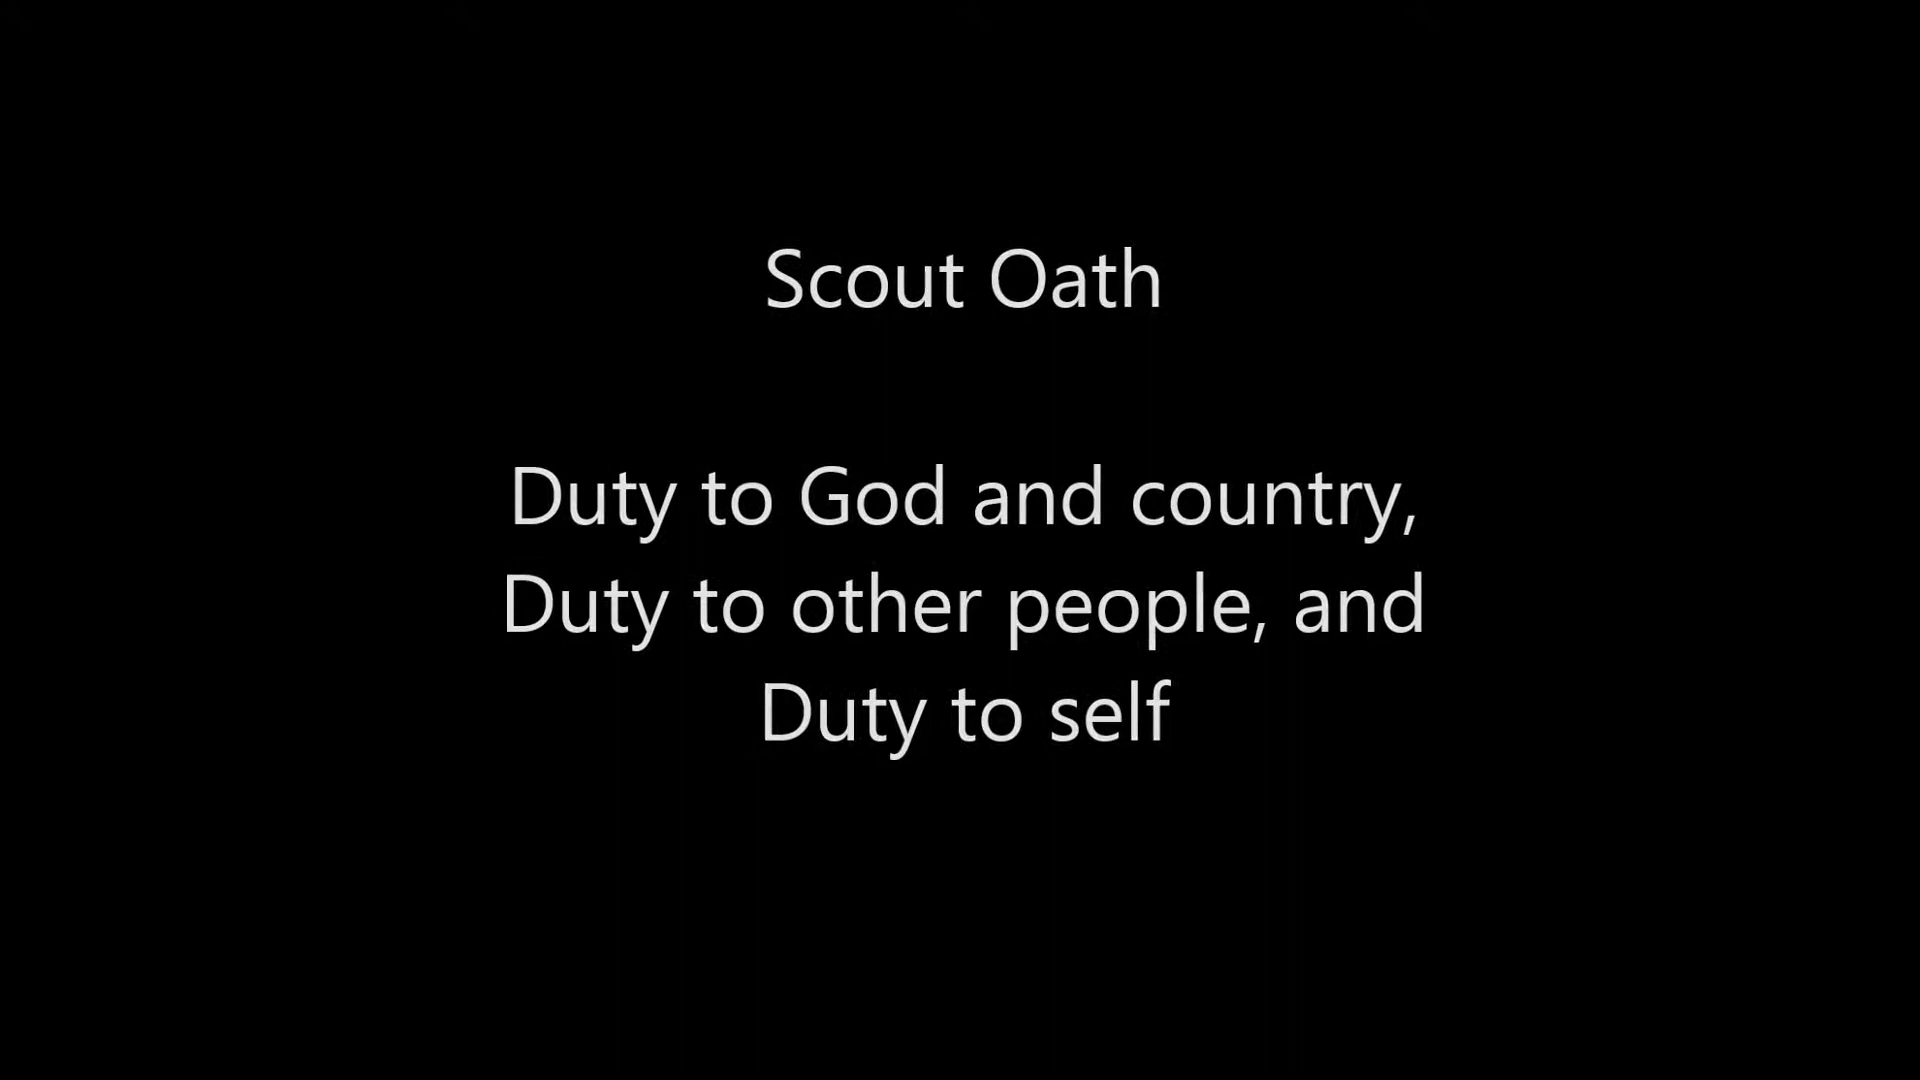 Scout Oath
Duty to God and country,
Duty to other people, and
Duty to self